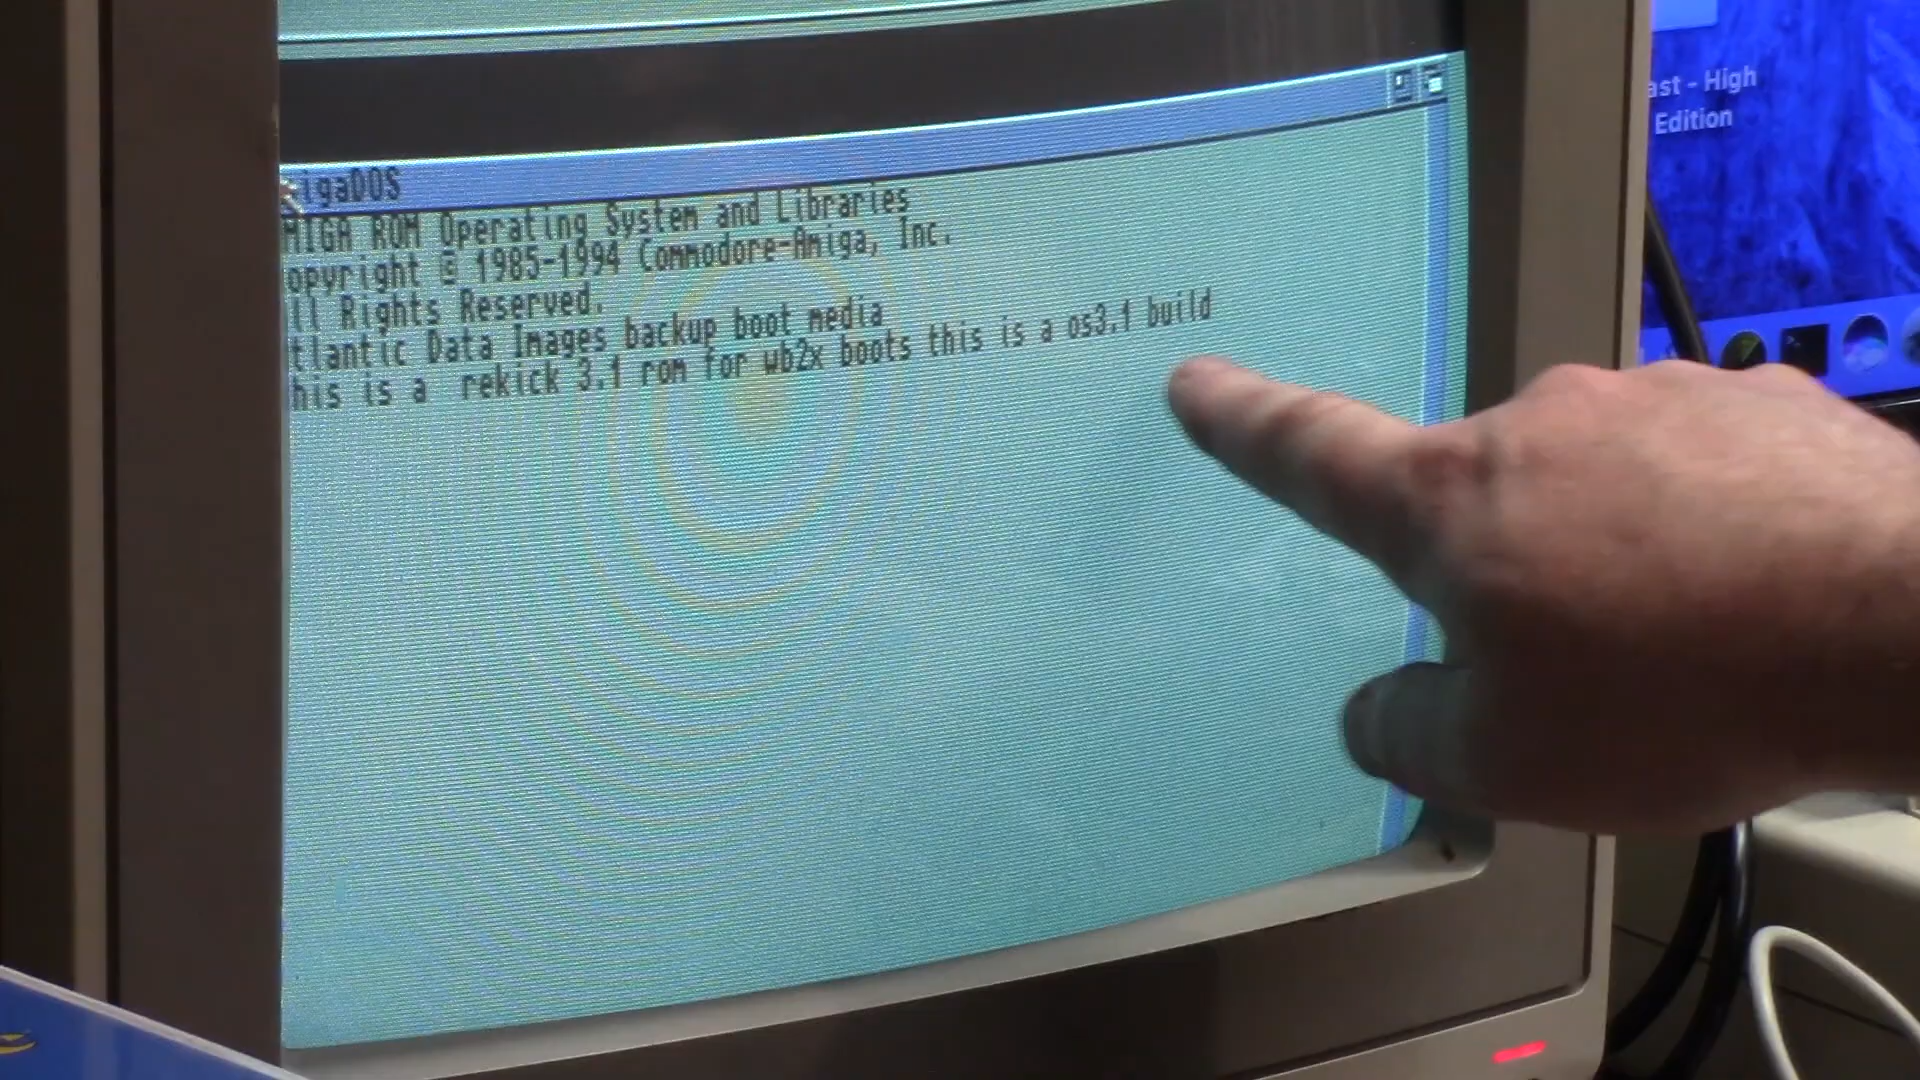 igaDOS
AMIGA ROM Operating System and Libraries
opyright © 1985-1994 Commodore-Amiga, Inc.
ll Rights Reserved.
tlantic Data Images backup boot media
his is a  rekick 3.1 rom for wb2x boots this is a os3.1 build
ast - High
Edition